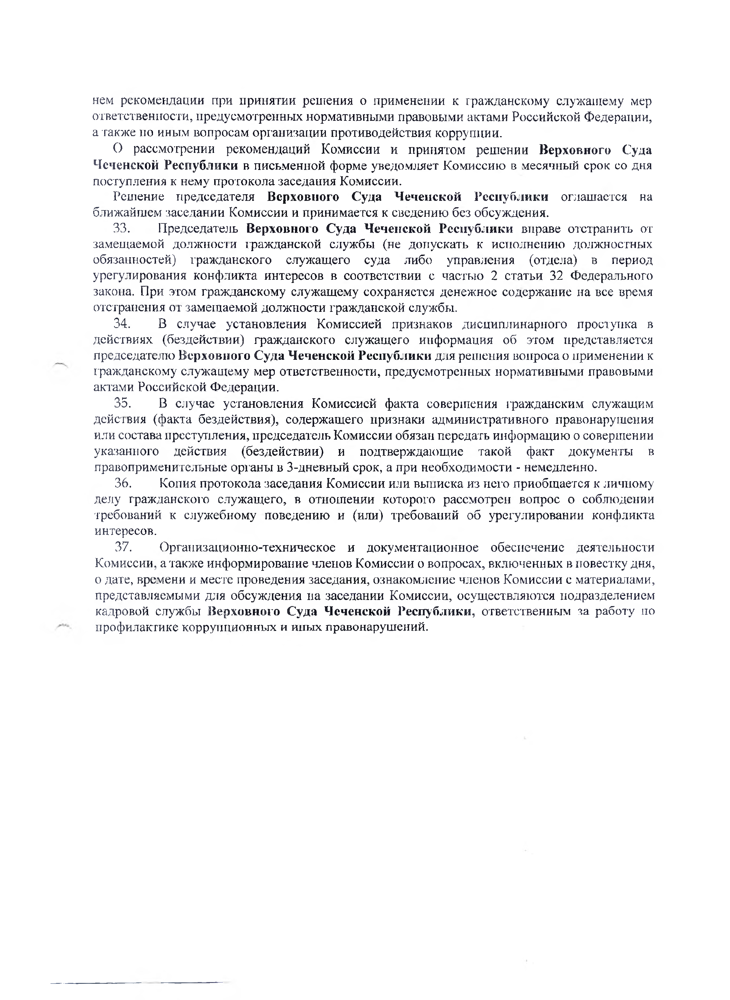 нем рекомендации при принятии решения о применении к гражданскому служащему мер
ответственности, предусмотренных нормативными правовыми актами Российской Федерации,
а также по иным вопросам организации противодействия коррупции.
О рассмотрении рекомендаций Комиссии и принятом решении Верховного Суда
Чеченской Республики в письменной форме уведомляет Комиссию в месячный срок со дня
поступления к нему протокола заседания Комиссии.
Решение председателя Верховного Суда Чеченской Республики оглашается на
ближайшем заседании Комиссии и принимается к сведению без обсуждения.
33. Председатель Верховного Суда Чеченской Республики вправе отстранить от
замещаемой должности гражданской службы (не допускать к исполнению должностных
обязанностей) гражданского служащего суда либо управления (отдела) в период
урегулирования конфликта интересов в соответствии с частью 2 статьи 32 Федерального
закона. При этом гражданскому служащему сохраняется денежное содержание на все время
отстранения от замещаемой должности гражданской службы.
34. В случае установления Комиссией признаков дисциплинарного проступка в
действиях (бездействии) гражданского служащего информация об этом представляется
председателю Верховного Суда Чеченской Республики для решения вопроса о применении к
гражданскому служащему мер ответственности, предусмотренных нормативными правовыми
актами Российской Федерации.
35. В случае установления Комиссией факта совершения гражданским служащим
действия (факта бездействия), содержащего признаки административного правонарушения
или состава преступления, председатель Комиссии обязан передать информацию о совершении
указанного действия (бездействии) и подтверждающие такой факт документы в
правоприменительные органы в 3-дневный срок, а при необходимости - немедленно.
36. Копия протокола заседания Комиссии или выписка из него приобщается к личному
делу гражданского служащего, в отношении которого рассмотрен вопрос о соблюдении
требований к служебному поведению и (или) требований об урегулировании конфликта
интересов.
37. Организационно-техническое и документационное обеспечение деятельности
Комиссии, а также информирование членов Комиссии о вопросах, включенных в повестку дня,
о дате, времени и месте проведения заседания, ознакомление членов Комиссии с материалами,
представляемыми для обсуждения на заседании Комиссии, осуществляются подразделением
кадровой службы Верховного Суда Чеченской Республики, ответственным за работу по
профилактике коррупционных и иных правонарушений.